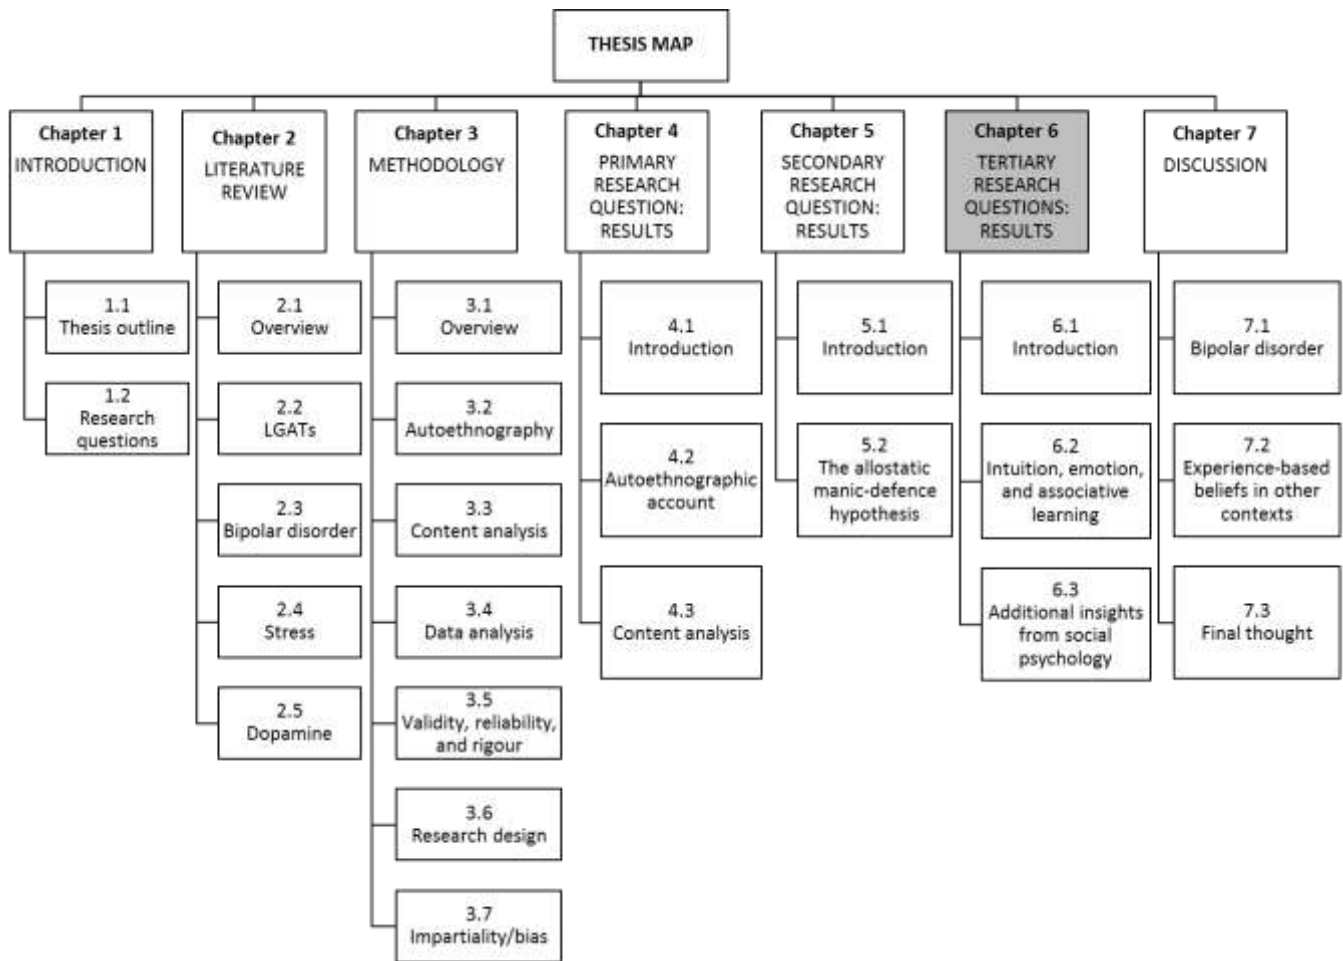 THESIS MAP
Chapter 1
INTRODUCTION
1.1
Thesis outline
1.2
Research
questions
Chapter 2
LITERATURE
REVIEW
2.1
Overview
2.2
LGATs
2.3
Bipolar disorder
2.4
Stress
2.5
Dopamine
Chapter 3
METHODOLOGY
3.1
Overview
3.2
Autoethnography
3.3
Content analysis
3.4
Data analysis
3.5
Validity, reliability,
and rigour
3.6
Research design
3.7
Impartiality/bias
Chapter 4
PRIMARY
RESEARCH
QUESTION:
RESULTS
4.1
Introduction
4.2
Autoethnographic
account
4.3
Content analysis
Chapter 5
SECONDARY
RESEARCH
QUESTION:
RESULTS
5.1
Introduction
5.2
The allostatic
manic-defence
hypothesis
Chapter 6
TERTIARY
RESEARCH
QUESTIONS:
RESULTS
6.1
Introduction
6.2
Intuition, emotion,
and associative
learning
6.3
Additional insights
from social
psychology
Chapter 7
DISCUSSION
7.1
Bipolar disorder
7.2
Experience-based
beliefs in other
contexts
7.3
Final thought